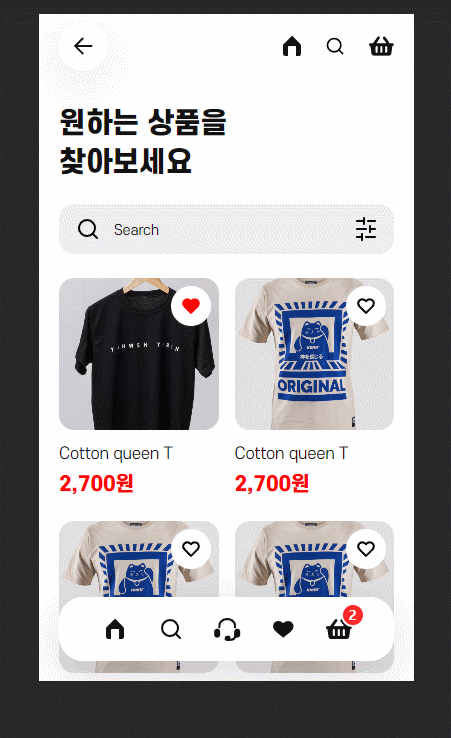 원하는 상품을
찾아보세요
Search
YAHWEH YIREH
ORIGINAL
Cotton queen T
Cotton queen T
2,700원
2,700원
2